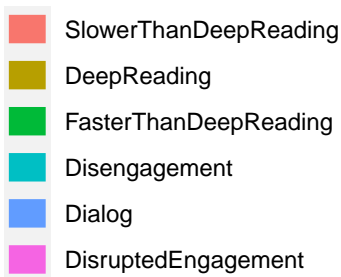 SlowerThanDeepReading
DeepReading
FasterThanDeepReading
Disengagement
Dialog
DisruptedEngagement